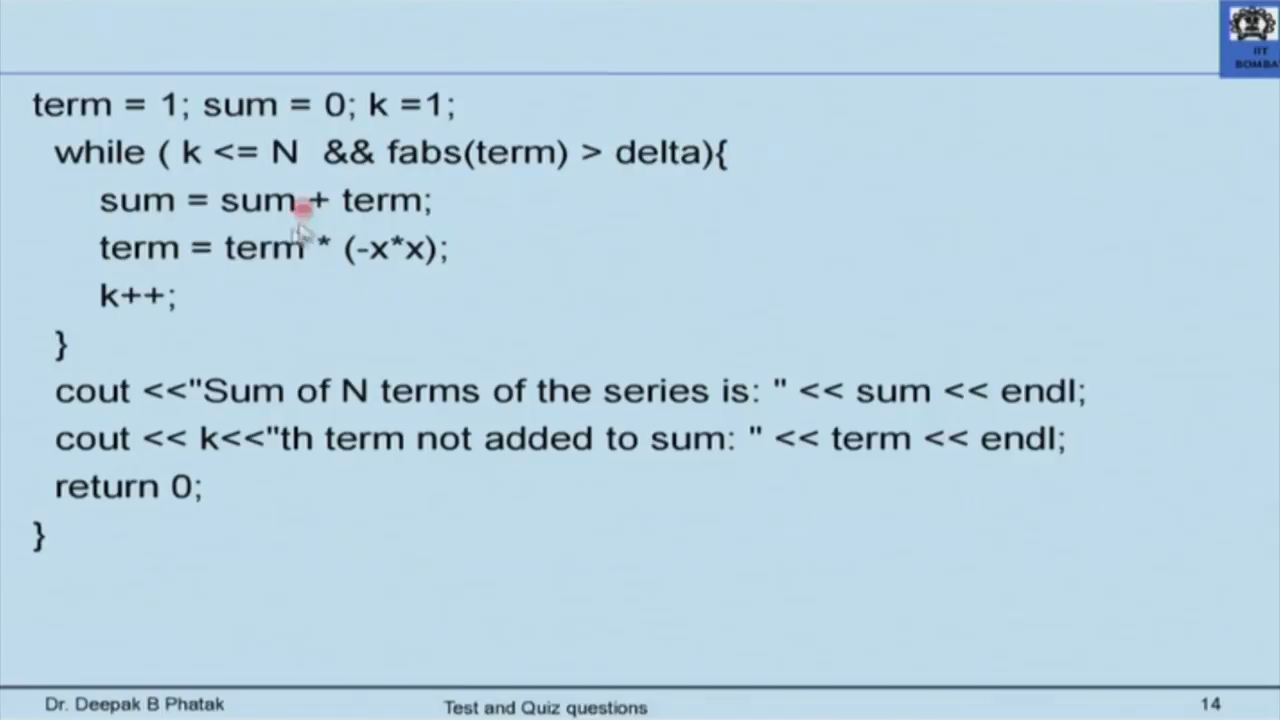 IIT
BOMBA
term = 1; sum = 0; k =1;
while ( k <= N && fabs(term) > delta){
sum = sum + term;
term = term * (-x*x);
k++;
}
cout <<"Sum of N terms of the series is: " << sum << endl;
cout << k<<"th term not added to sum: " << term << endl;
return 0;
}
Dr. Deepak B Phatak
Test and Quiz questions
14